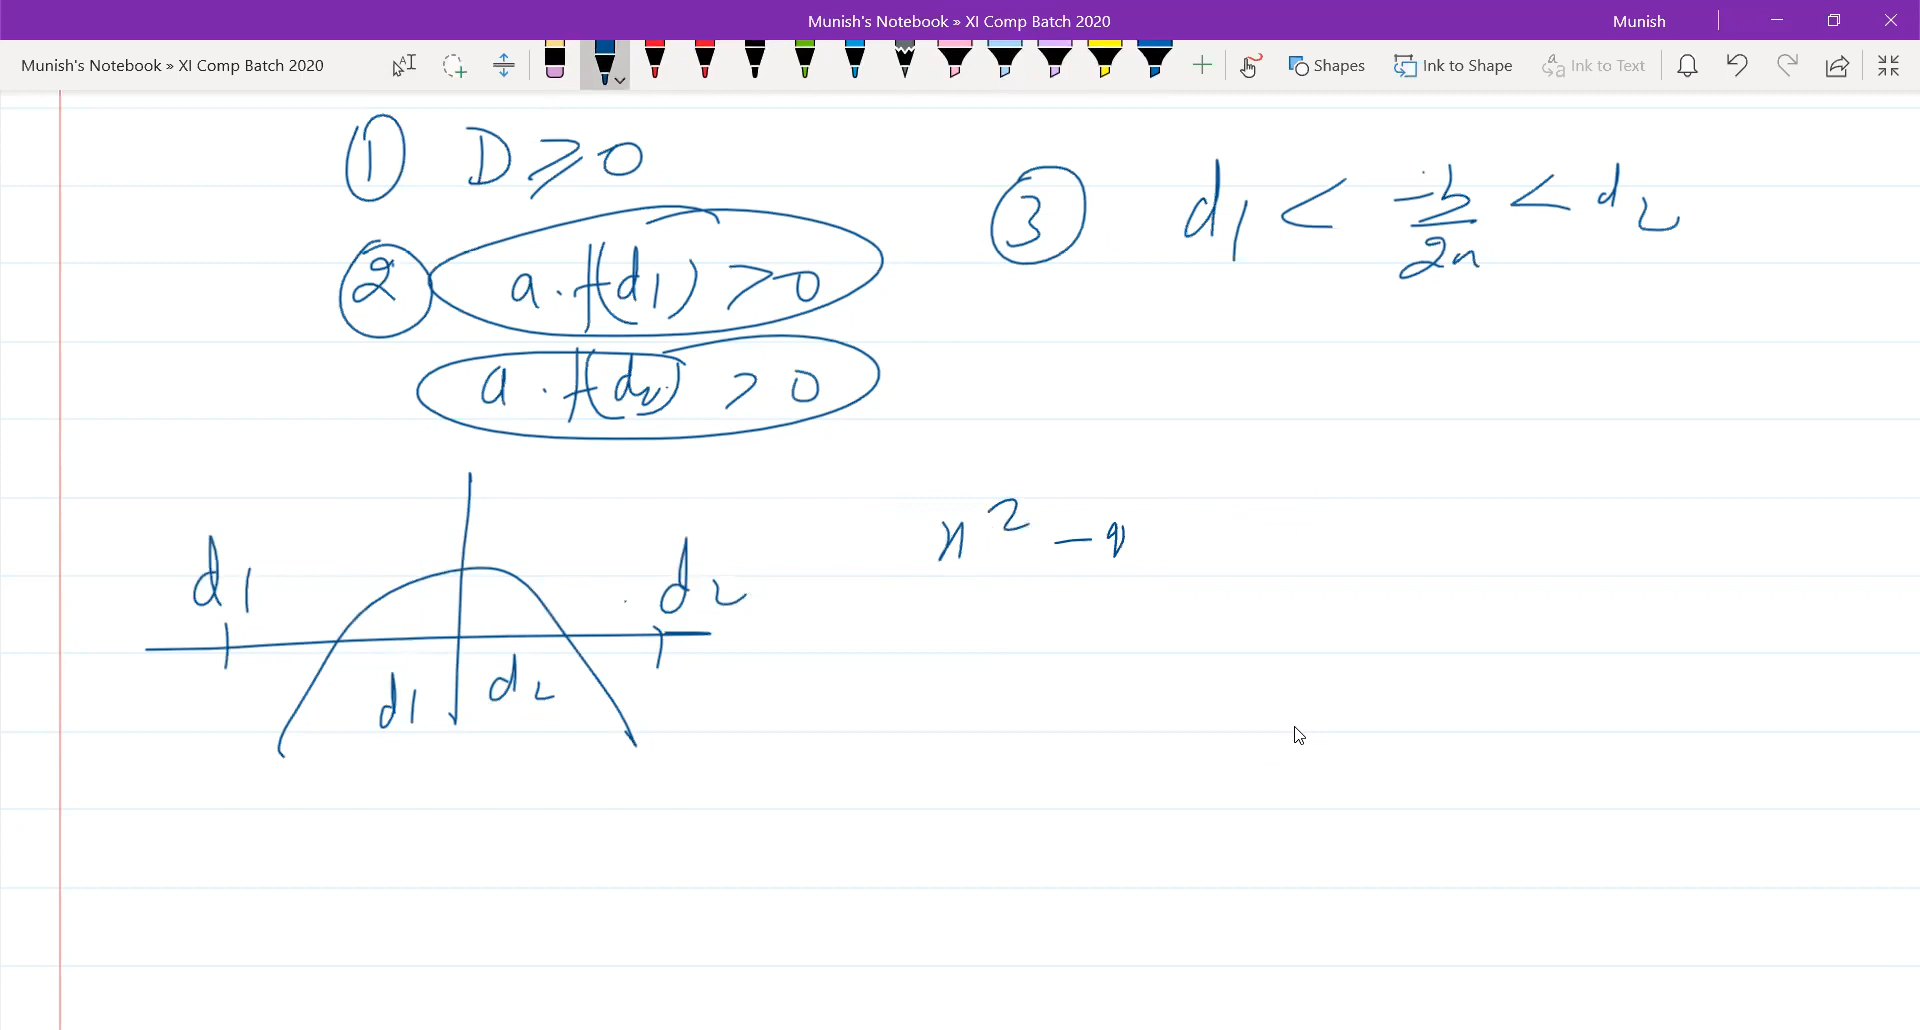 Munish's Notebook » XI Comp Batch 2020
Munish
Munish's Notebook » XI Comp Batch 2020
Shapes
Ink to Shape
Ink to Text
① D ⩾ 0
② a.f(d1) > 0
a.f(d2) > 0
③ d1 < -b/2a < d2
d1 d2
d1 d2
x² -